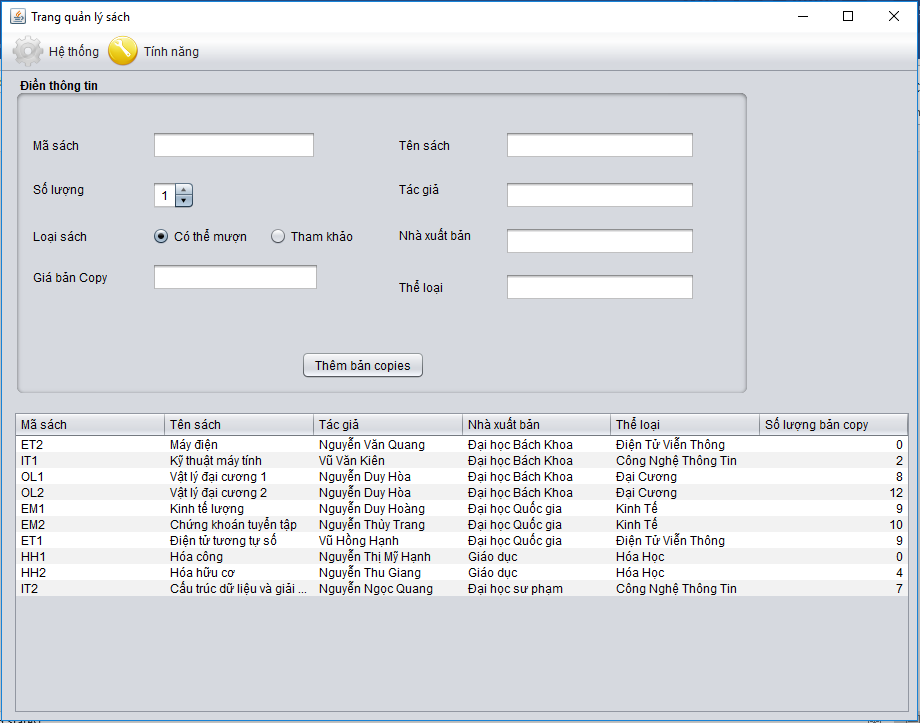 Trang quản lý sách
Hệ thống Tính năng
Điền thông tin
Mã sách Tên sách
Số lượng 1 Tác giả
Loại sách Có thể mượn Tham khảo Nhà xuất bản
Giá bản Copy Thể loại
Thêm bản copies
Mã sách Tên sách Tác giả Nhà xuất bản Thể loại Số lượng bản copy
ET2 Máy điện Nguyễn Văn Quang Đại học Bách Khoa Điện Tử Viễn Thông 0
IT1 Kỹ thuật máy tính Vũ Văn Kiên Đại học Bách Khoa Công Nghệ Thông Tin 2
OL1 Vật lý đại cương 1 Nguyễn Duy Hòa Đại học Bách Khoa Đại Cương 8
OL2 Vật lý đại cương 2 Nguyễn Duy Hòa Đại học Bách Khoa Đại Cương 12
EM1 Kinh tế lượng Nguyễn Duy Hoàng Đại học Quốc gia Kinh Tế 9
EM2 Chứng khoán tuyển tập Nguyễn Thùy Trang Đại học Quốc gia Kinh Tế 10
ET1 Điện tử tương tự số Vũ Hồng Hạnh Đại học Quốc gia Điện Tử Viễn Thông 9
HH1 Hóa công Nguyễn Thị Mỹ Hạnh Giáo dục Hóa Học 0
HH2 Hóa hữu cơ Nguyễn Thu Giang Giáo dục Hóa Học 4
IT2 Cấu trúc dữ liệu và giải ... Nguyễn Ngọc Quang Đại học sư phạm Công Nghệ Thông Tin 7